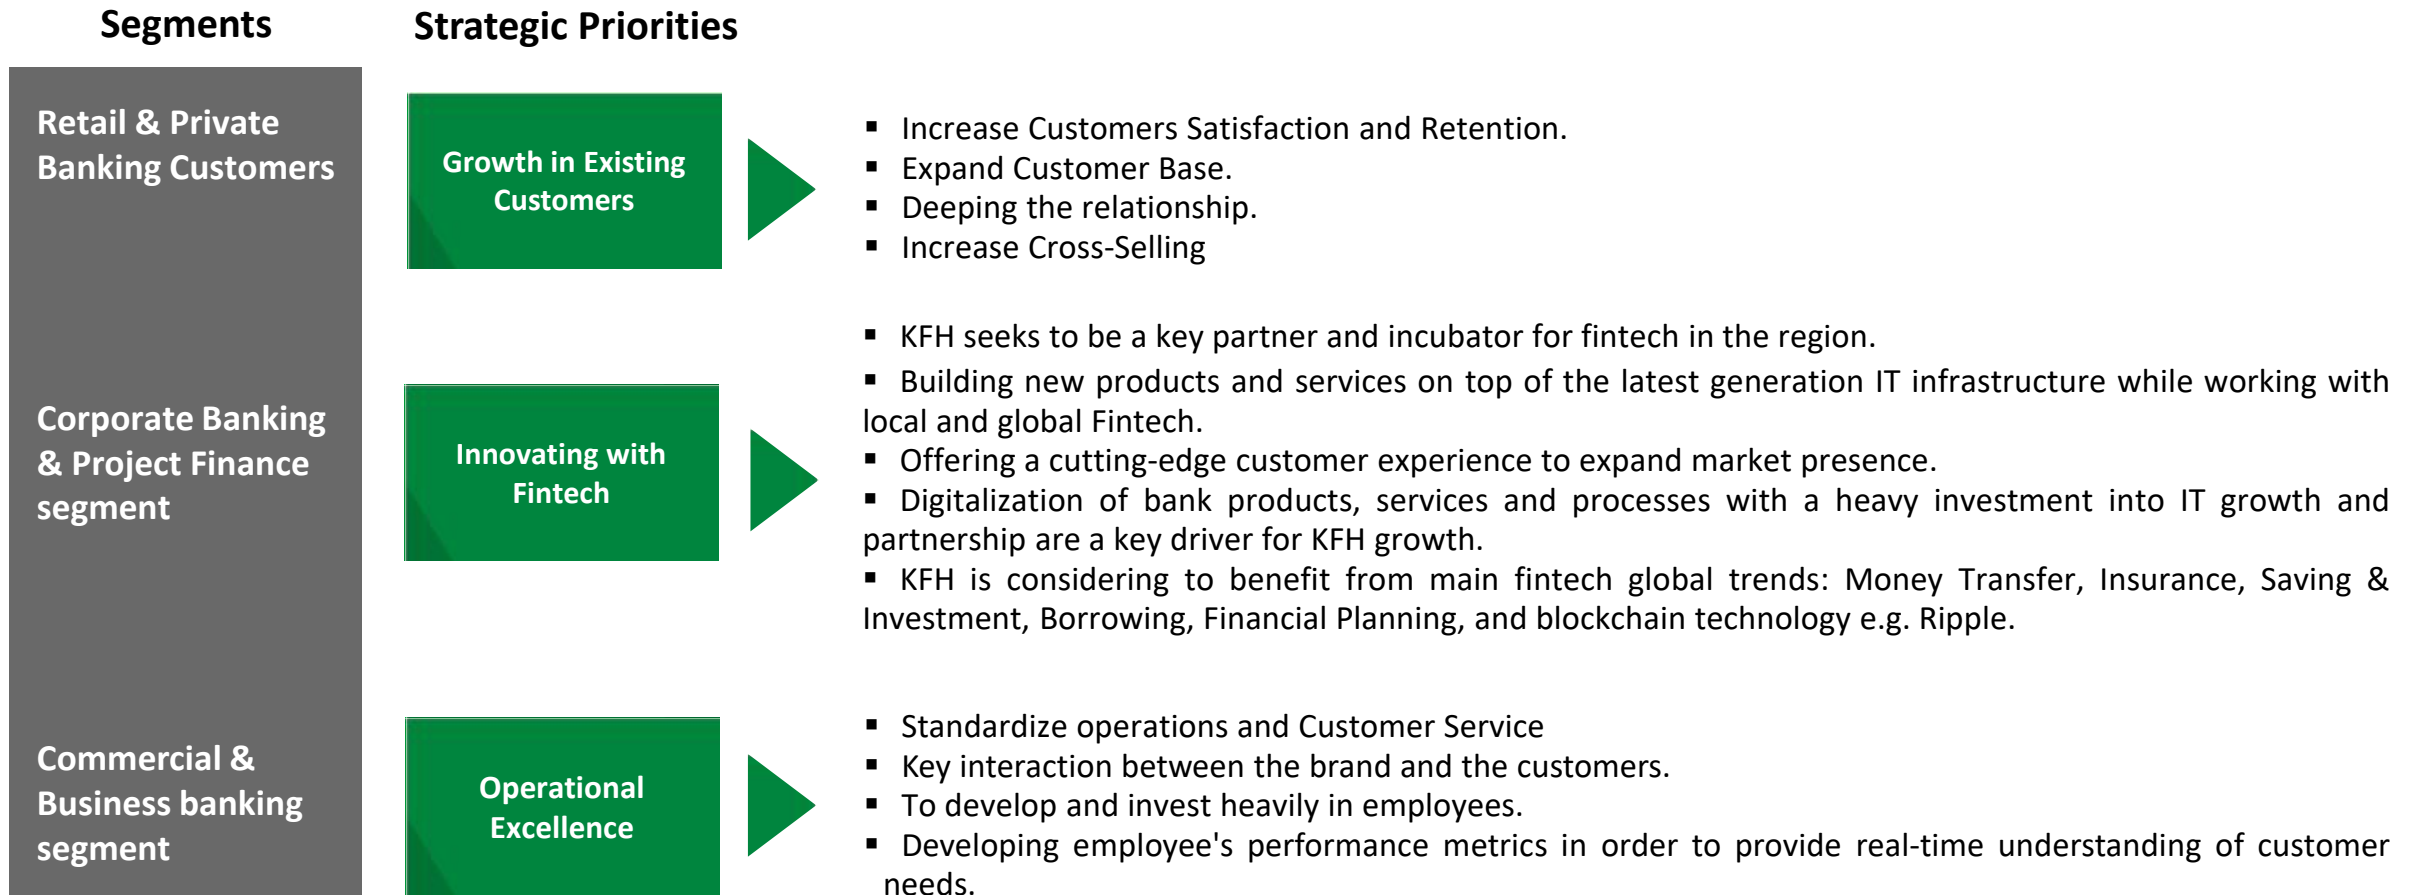 Segments
Strategic Priorities
Retail & Private
Banking Customers
Growth in Existing
Customers
▪ Increase Customers Satisfaction and Retention.
▪ Expand Customer Base.
▪ Deeping the relationship.
▪ Increase Cross-Selling
Corporate Banking
& Project Finance
segment
Innovating with
Fintech
▪ KFH seeks to be a key partner and incubator for fintech in the region.
▪ Building new products and services on top of the latest generation IT infrastructure while working with
local and global Fintech.
▪ Offering a cutting-edge customer experience to expand market presence.
▪ Digitalization of bank products, services and processes with a heavy investment into IT growth and
partnership are a key driver for KFH growth.
▪ KFH is considering to benefit from main fintech global trends: Money Transfer, Insurance, Saving &
Investment, Borrowing, Financial Planning, and blockchain technology e.g. Ripple.
Commercial &
Business banking
segment
Operational
Excellence
▪ Standardize operations and Customer Service
▪ Key interaction between the brand and the customers.
▪ To develop and invest heavily in employees.
▪ Developing employee's performance metrics in order to provide real-time understanding of customer
needs.